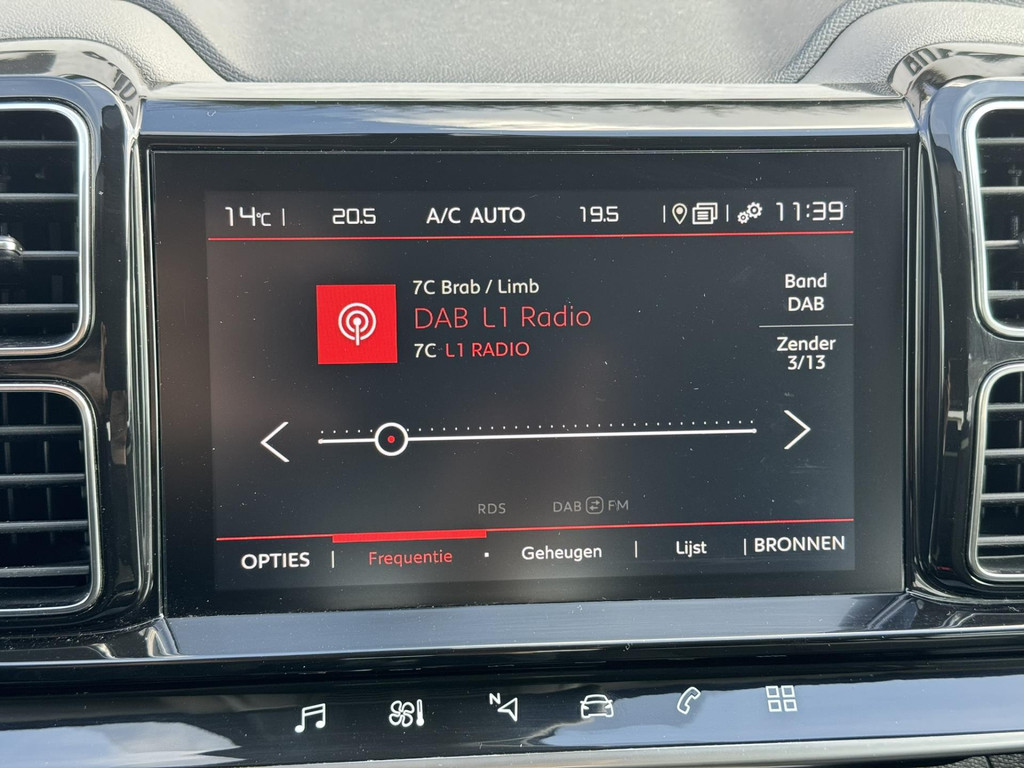 14°C | 20.5 A/C AUTO 19.5 | | 11:39
7C Brab / Limb
DAB L1 Radio
7C L1 RADIO
Band
DAB
Zender
3/13
RDS DAB FM
OPTIES | Frequentie · Geheugen | Lijst | BRONNEN
N